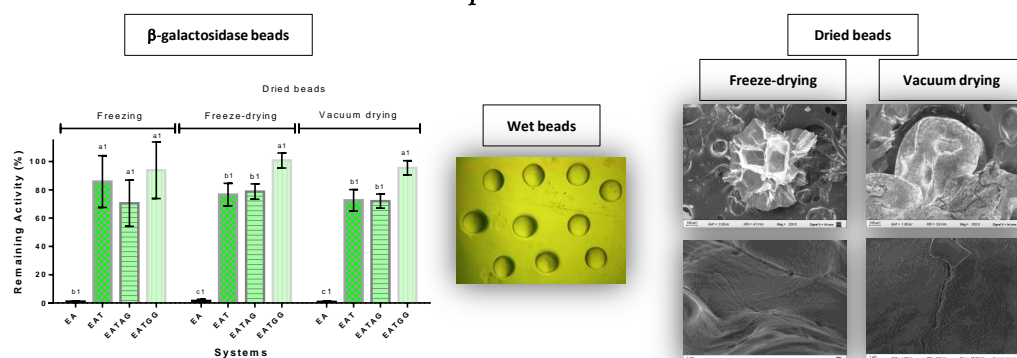 β-galactosidase beads
Dried beads
Freezing
Freeze-drying
Vacuum drying
Remaining Activity (%)
100
80
60
40
20
0
b1
a1
a1
a1
c1
b1
b1
a1
c1
b1
b1
a1
EA
EAT
EATAG
EATGG
EA
EAT
EATAG
EATGG
EA
EAT
EATAG
EATGG
Systems
Wet beads
Dried beads
Freeze-drying
Vacuum drying